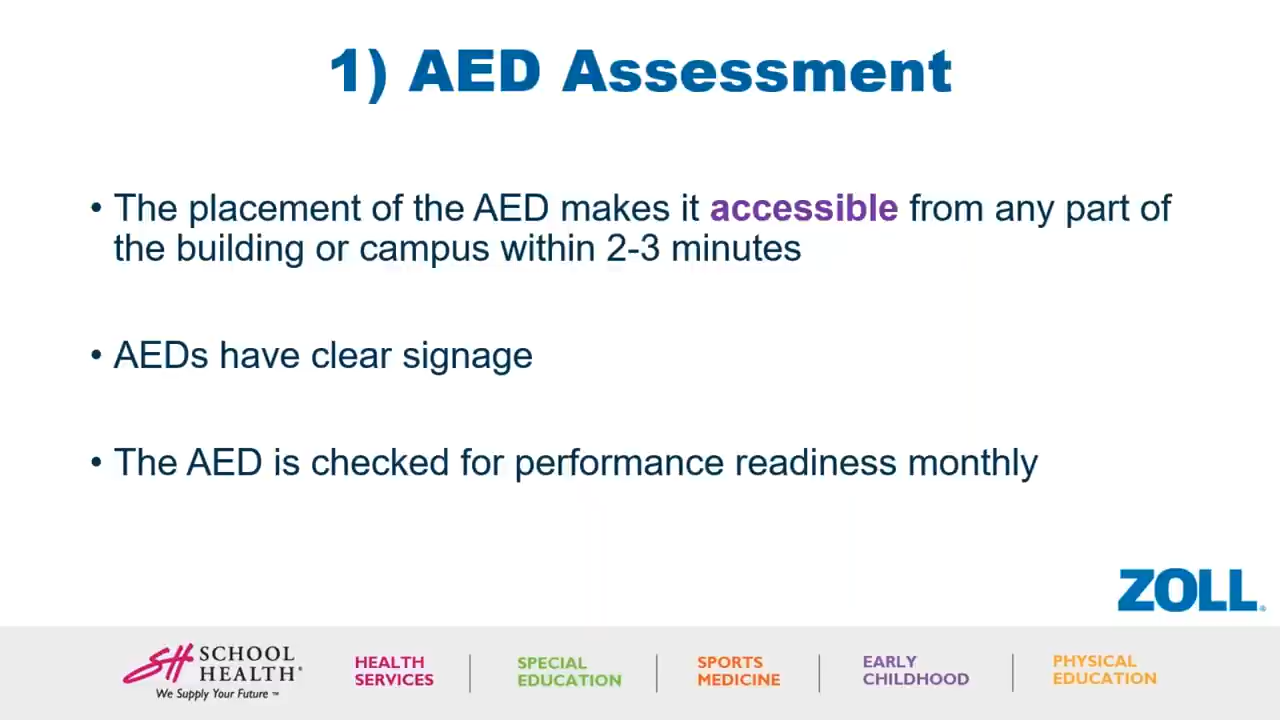 1) AED Assessment
• The placement of the AED makes it accessible from any part of
the building or campus within 2-3 minutes
• AEDs have clear signage
• The AED is checked for performance readiness monthly
ZOLL®
SH SCHOOL HEALTH®
We Supply Your Future ™
HEALTH
SERVICES
SPECIAL
EDUCATION
SPORTS
MEDICINE
EARLY
CHILDHOOD
PHYSICAL
EDUCATION